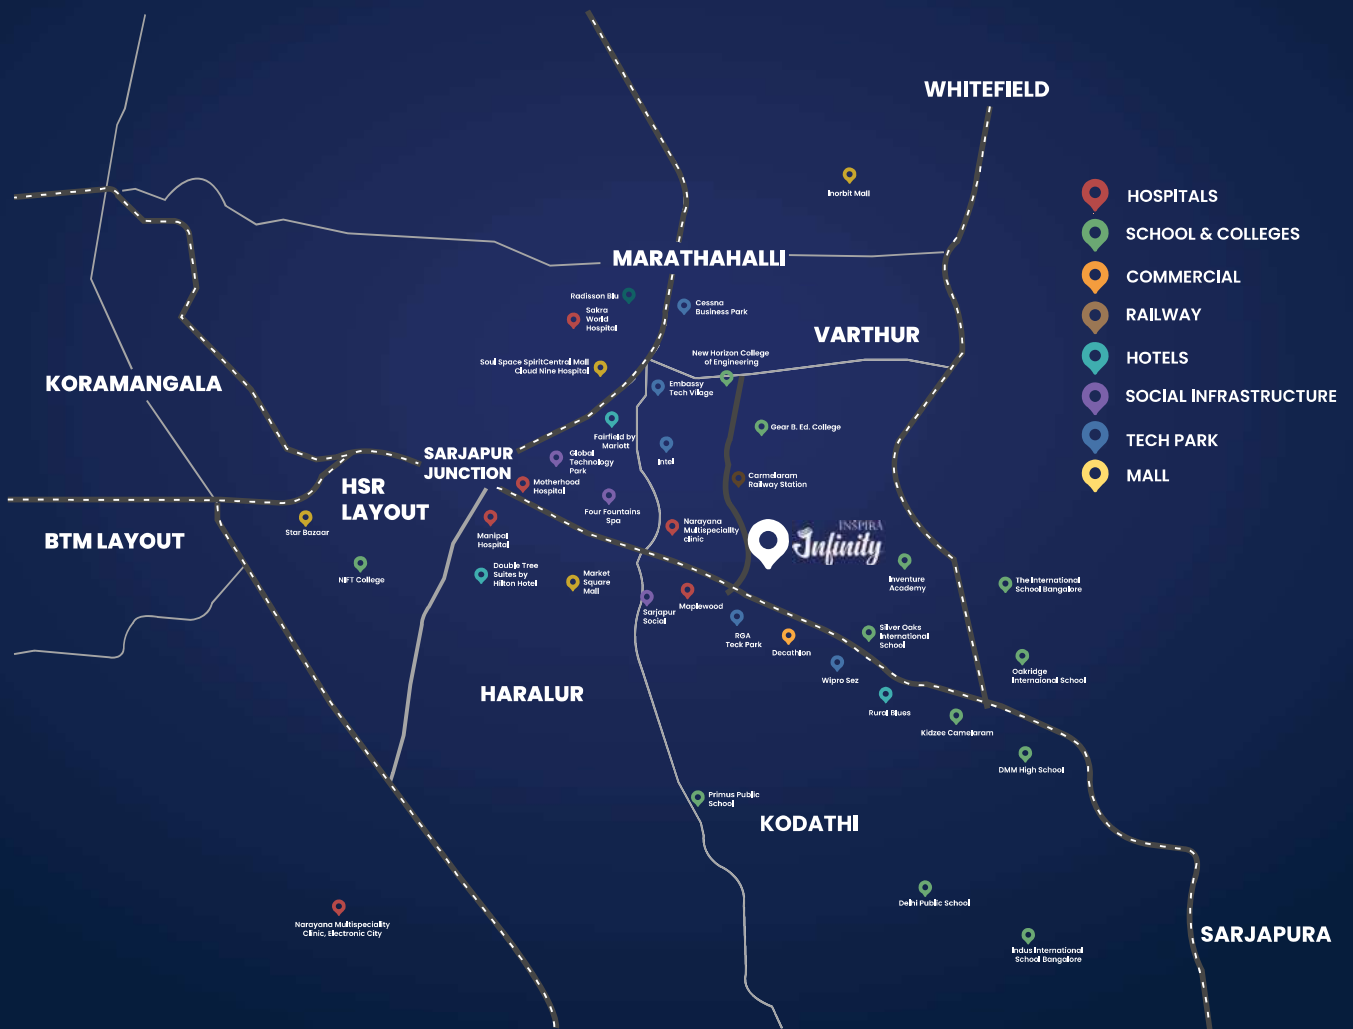 WHITEFIELD
Inorbit Mall
HOSPITALS
SCHOOL & COLLEGES
COMMERCIAL
RAILWAY
HOTELS
SOCIAL INFRASTRUCTURE
TECH PARK
MALL
MARATHAHALLI
Radisson Blu
Sakra
World
Hospital
Cessna
Business Park
VARTHUR
New Horizon College
of Engineering
Soul Space SpiritCentral Mall
Cloud Nine Hospital
Embassy
Tech Village
KORAMANGALA
Fairfield by
Mariott
Gear B. Ed. College
Intel
SARJAPUR
JUNCTION
Global
Technology
Park
Motherhood
Hospital
Carmelaram
Railway Station
HSR
LAYOUT
Four Fountains
Spa
Star Bazaar
Manipal
Hospital
Narayana
Multispeciality
clinic
INSPIRA
Infinity
BTM LAYOUT
NIFT College
Double Tree
Suites by
Hilton Hotel
Market
Square
Mall
Inventure
Academy
The International
School Bangalore
Sarjapur
Social
Maplewood
RGA
Teck Park
Decathlon
Silver Oaks
International
School
Wipro Sez
Oakridge
Internaional School
HARALUR
Rural Blues
Kidzee Camelaram
DMM High School
Primus Public
School
KODATHI
Delhi Public School
Narayana Multispeciality
Clinic, Electronic City
Indus International
School Bangalore
SARJAPURA